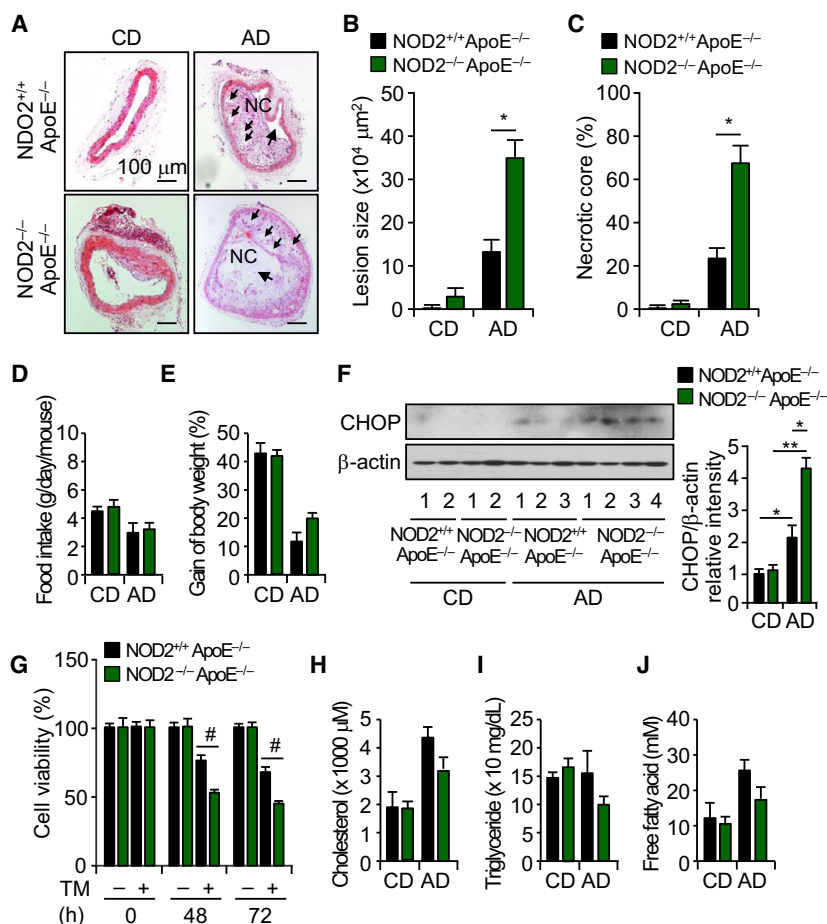 A
CD
AD
NDO2+/+
ApoE−/−
NC
100 μm
NOD2−/−
ApoE−/−
NC
B
NOD2+/+ApoE−/−
NOD2−/−ApoE−/−
Lesion size (x10⁴ μm²)
50
40
30
20
10
0
*
CD
AD
C
NOD2+/+ApoE−/−
NOD2−/−ApoE−/−
Necrotic core (%)
100
80
60
40
20
0
*
CD
AD
D
Food intake (g/day/mouse)
10
8
6
4
2
0
CD AD
E
Gain of body weight (%)
50
40
30
20
10
0
CD AD
F
CHOP
β-actin
1 2 1 2 1 2 3 1 2 3 4
NOD2+/+ NOD2−/− NOD2+/+ NOD2−/−
ApoE−/− ApoE−/− ApoE−/− ApoE−/−
CD
AD
NOD2+/+ApoE−/−
NOD2−/− ApoE−/−
CHOP/β-actin
relative intensity
5
4
3
2
1
0
*
**
*
CD AD
G
NOD2+/+ ApoE−/−
NOD2−/− ApoE−/−
Cell viability (%)
150
100
50
0
#
#
TM − + − + − +
(h) 0 48 72
H
Cholesterol (x 1000 μM)
5
4
3
2
1
0
CD AD
I
Triglyceride (x 10 mg/dL)
25
20
15
10
5
0
CD AD
J
Free fatty acid (mM)
40
30
20
10
0
CD AD